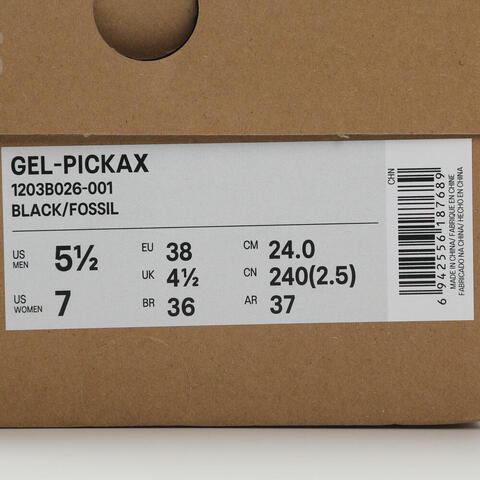 GEL-PICKAX
1203B026-001
BLACK/FOSSIL
US MEN 5½ EU 38 CM 24.0
UK 4½ CN 240(2.5)
US WOMEN 7 BR 36 AR 37
CHN
6 942556 187689
MADE IN CHINA/ FABRIQUE EN CHINE
FABRICADO NA CHINA/ HECHO EN CHINA